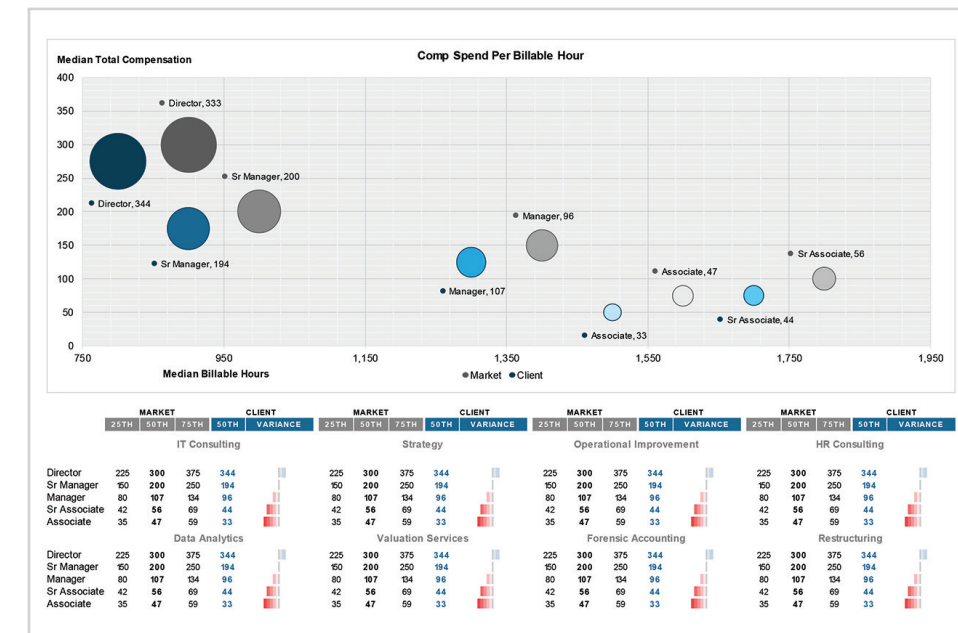 Comp Spend Per Billable Hour
Median Total Compensation
400
350
300
250
200
150
100
50
0
Director, 333
Sr Manager, 200
Director, 344
Sr Manager, 194
Manager, 96
Manager, 107
Associate, 47
Associate, 33
Sr Associate, 56
Sr Associate, 44
750 950 1,150 1,350 1,550 1,750 1,950
Median Billable Hours
Market Client
MARKET CLIENT MARKET CLIENT MARKET CLIENT MARKET CLIENT
25TH 50TH 75TH 50TH VARIANCE 25TH 50TH 75TH 50TH VARIANCE 25TH 50TH 75TH 50TH VARIANCE 25TH 50TH 75TH 50TH VARIANCE
IT Consulting Strategy Operational Improvement HR Consulting
Director 225 300 375 344 225 300 375 344 225 300 375 344 225 300 375 344
Sr Manager 150 200 250 194 150 200 250 194 150 200 250 194 150 200 250 194
Manager 80 107 134 96 80 107 134 96 80 107 134 96 80 107 134 96
Sr Associate 42 56 69 44 42 56 69 44 42 56 69 44 42 56 69 44
Associate 35 47 59 33 35 47 59 33 35 47 59 33 35 47 59 33
Data Analytics Valuation Services Forensic Accounting Restructuring
Director 225 300 375 344 225 300 375 344 225 300 375 344 225 300 375 344
Sr Manager 150 200 250 194 150 200 250 194 150 200 250 194 150 200 250 194
Manager 80 107 134 96 80 107 134 96 80 107 134 96 80 107 134 96
Sr Associate 42 56 69 44 42 56 69 44 42 56 69 44 42 56 69 44
Associate 35 47 59 33 35 47 59 33 35 47 59 33 35 47 59 33